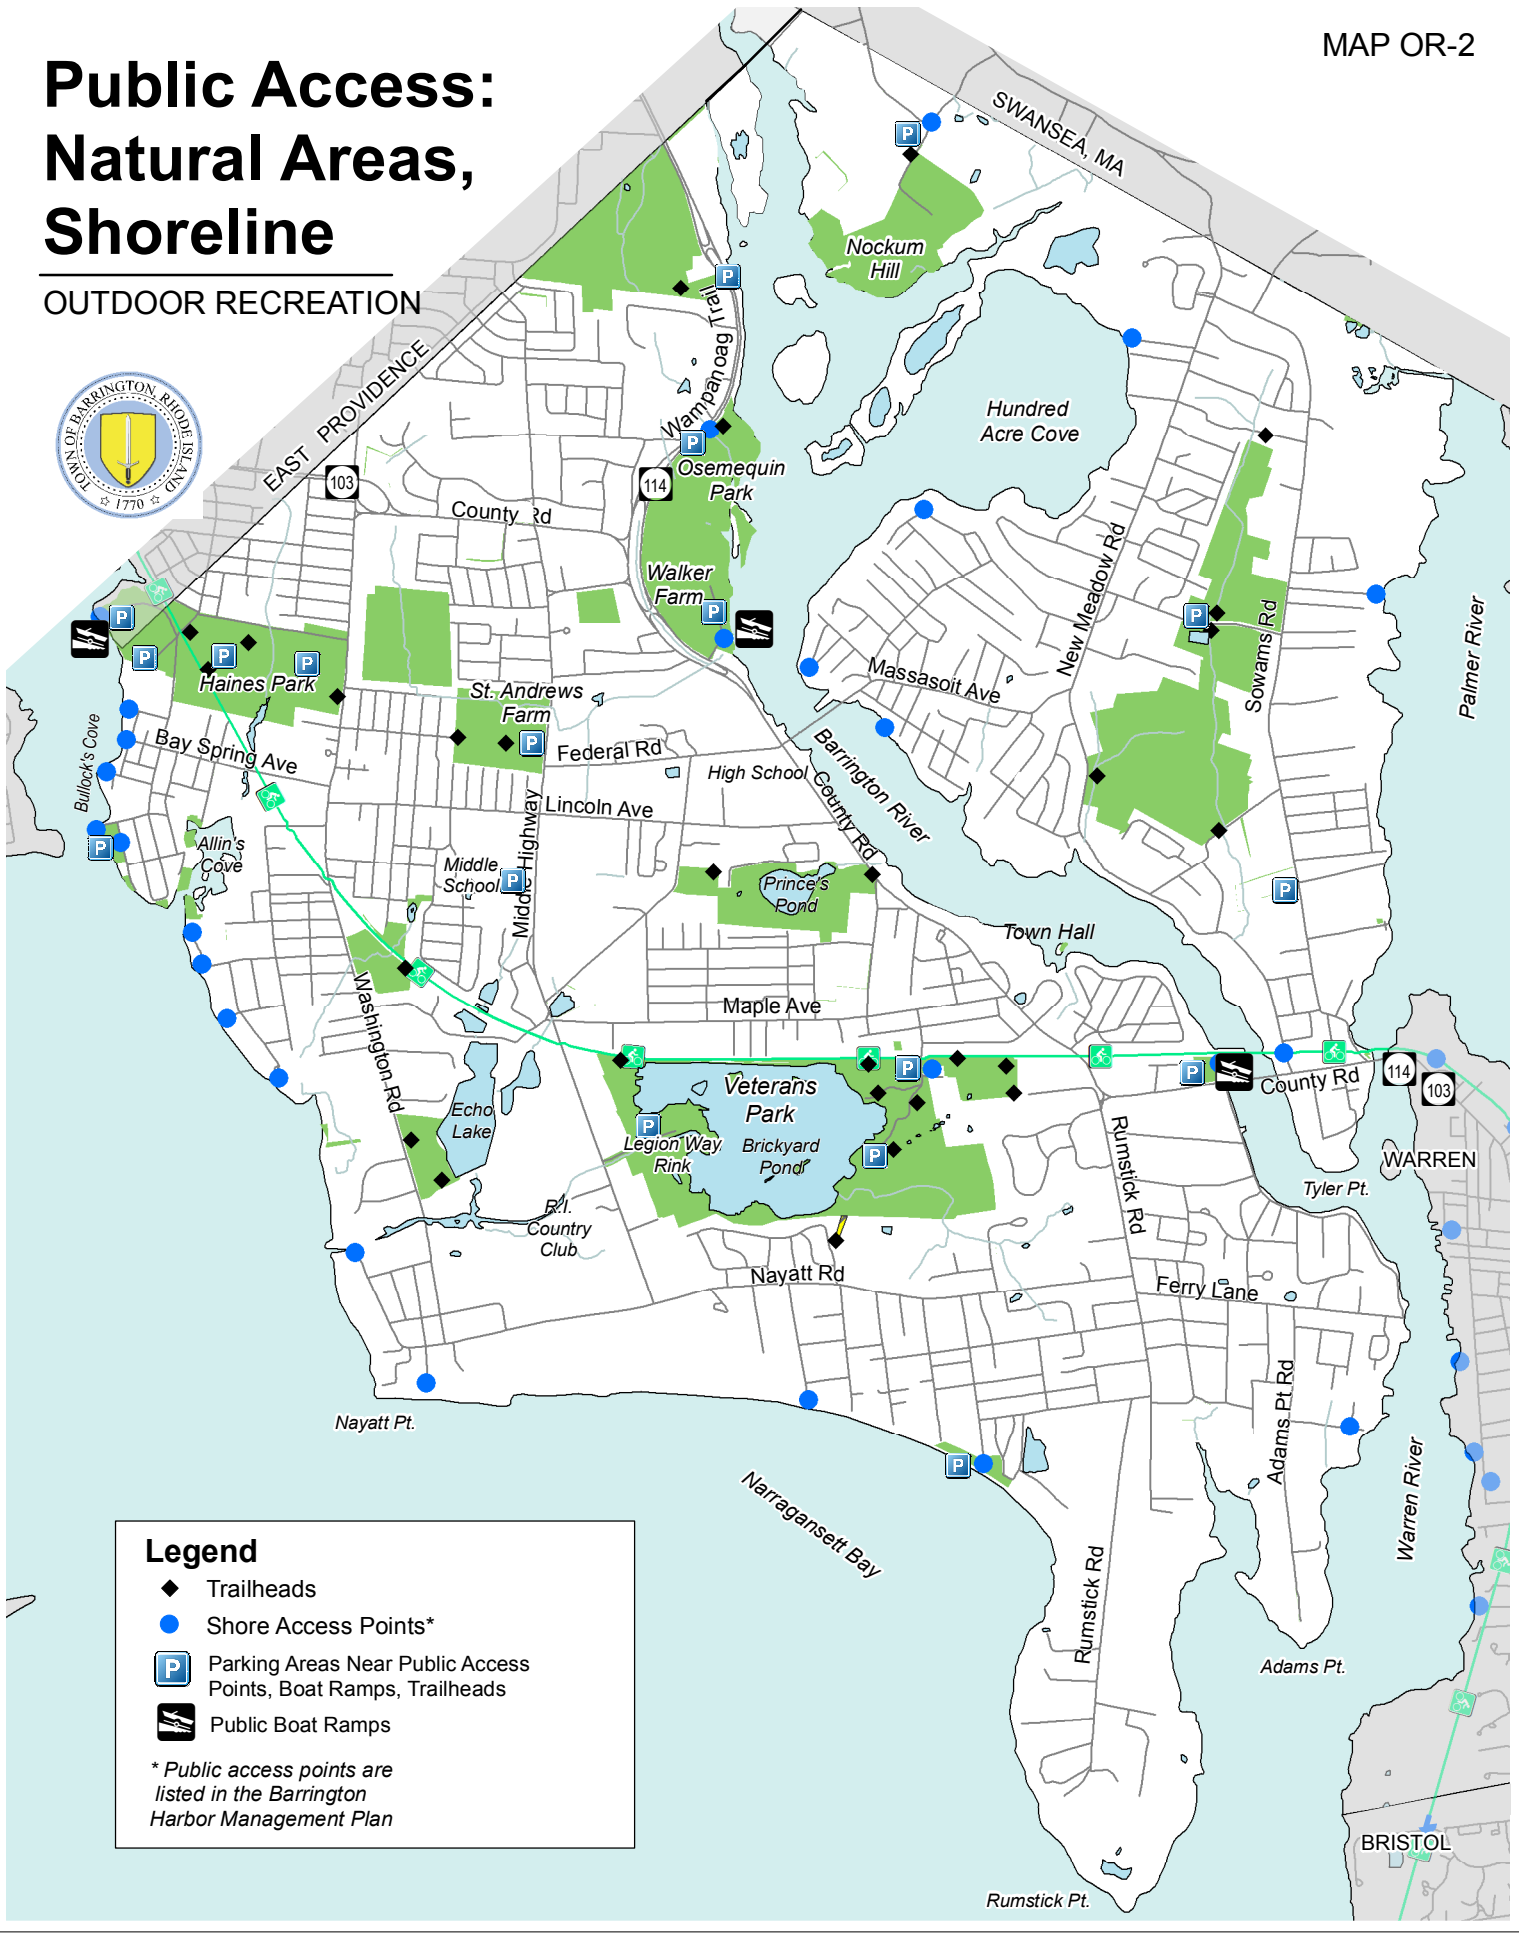 MAP OR-2
Public Access:
Natural Areas,
Shoreline
OUTDOOR RECREATION
TOWN OF BARRINGTON, RHODE ISLAND
1770
SWANSEA, MA
EAST PROVIDENCE
P
Nockum
Hill
P
Wampanoag Trail
Hundred
Acre Cove
P
Osemequin
Park
103
114
County Rd
Walker
Farm
P
New Meadow Rd
Sowams Rd
Palmer River
P
P
P
P
P
Haines Park
Massasoit Ave
St. Andrews
Farm
P
Federal Rd
Bay Spring Ave
Bullock's Cove
High School
Barrington River
County Rd
Lincoln Ave
Middle Highway
P
Allin's
Cove
Middle
School
P
Prince's
Pond
P
Town Hall
Washington Rd
Maple Ave
P
P
County Rd
114
103
Veterans
Park
Echo
Lake
P
Legion Way
Rink
Brickyard
Pond
P
Rumstick Rd
WARREN
Tyler Pt.
R.I.
Country
Club
Nayatt Rd
Ferry Lane
Adams Pt Rd
Nayatt Pt.
P
Warren River
Narragansett Bay
Rumstick Rd
Adams Pt.
BRISTOL
Rumstick Pt.
Legend
Trailheads
Shore Access Points*
P
Parking Areas Near Public Access
Points, Boat Ramps, Trailheads
Public Boat Ramps
* Public access points are
listed in the Barrington
Harbor Management Plan